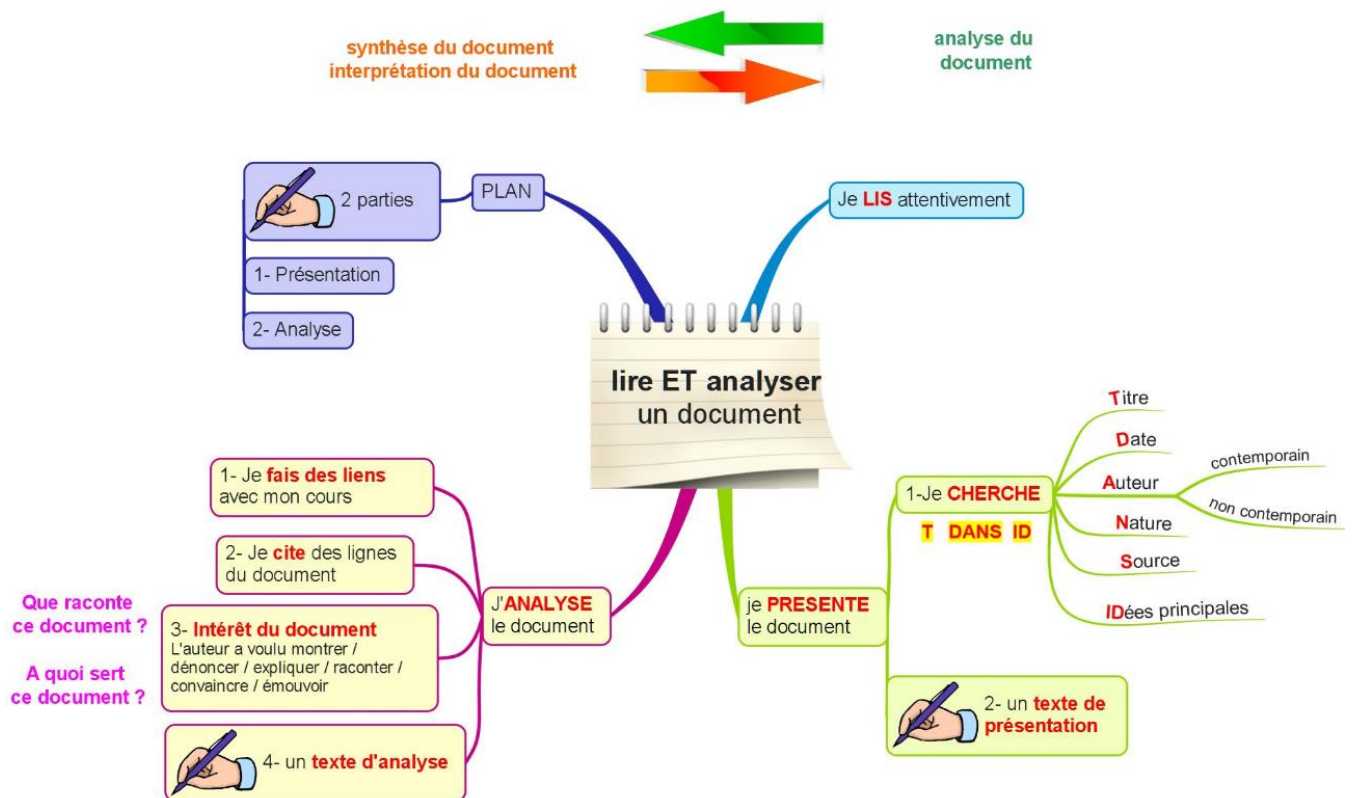 synthèse du document
interprétation du document
analyse du
document
2 parties
PLAN
1- Présentation
2- Analyse
Je LIS attentivement
lire ET analyser
un document
1-Je CHERCHE
T DANS ID
Titre
Date
Auteur
contemporain
non contemporain
Nature
Source
IDées principales
je PRESENTE
le document
2- un texte de
présentation
J'ANALYSE
le document
1- Je fais des liens
avec mon cours
2- Je cite des lignes
du document
3- Intérêt du document
L'auteur a voulu montrer /
dénoncer / expliquer / raconter /
convaincre / émouvoir
4- un texte d'analyse
Que raconte
ce document ?
A quoi sert
ce document ?